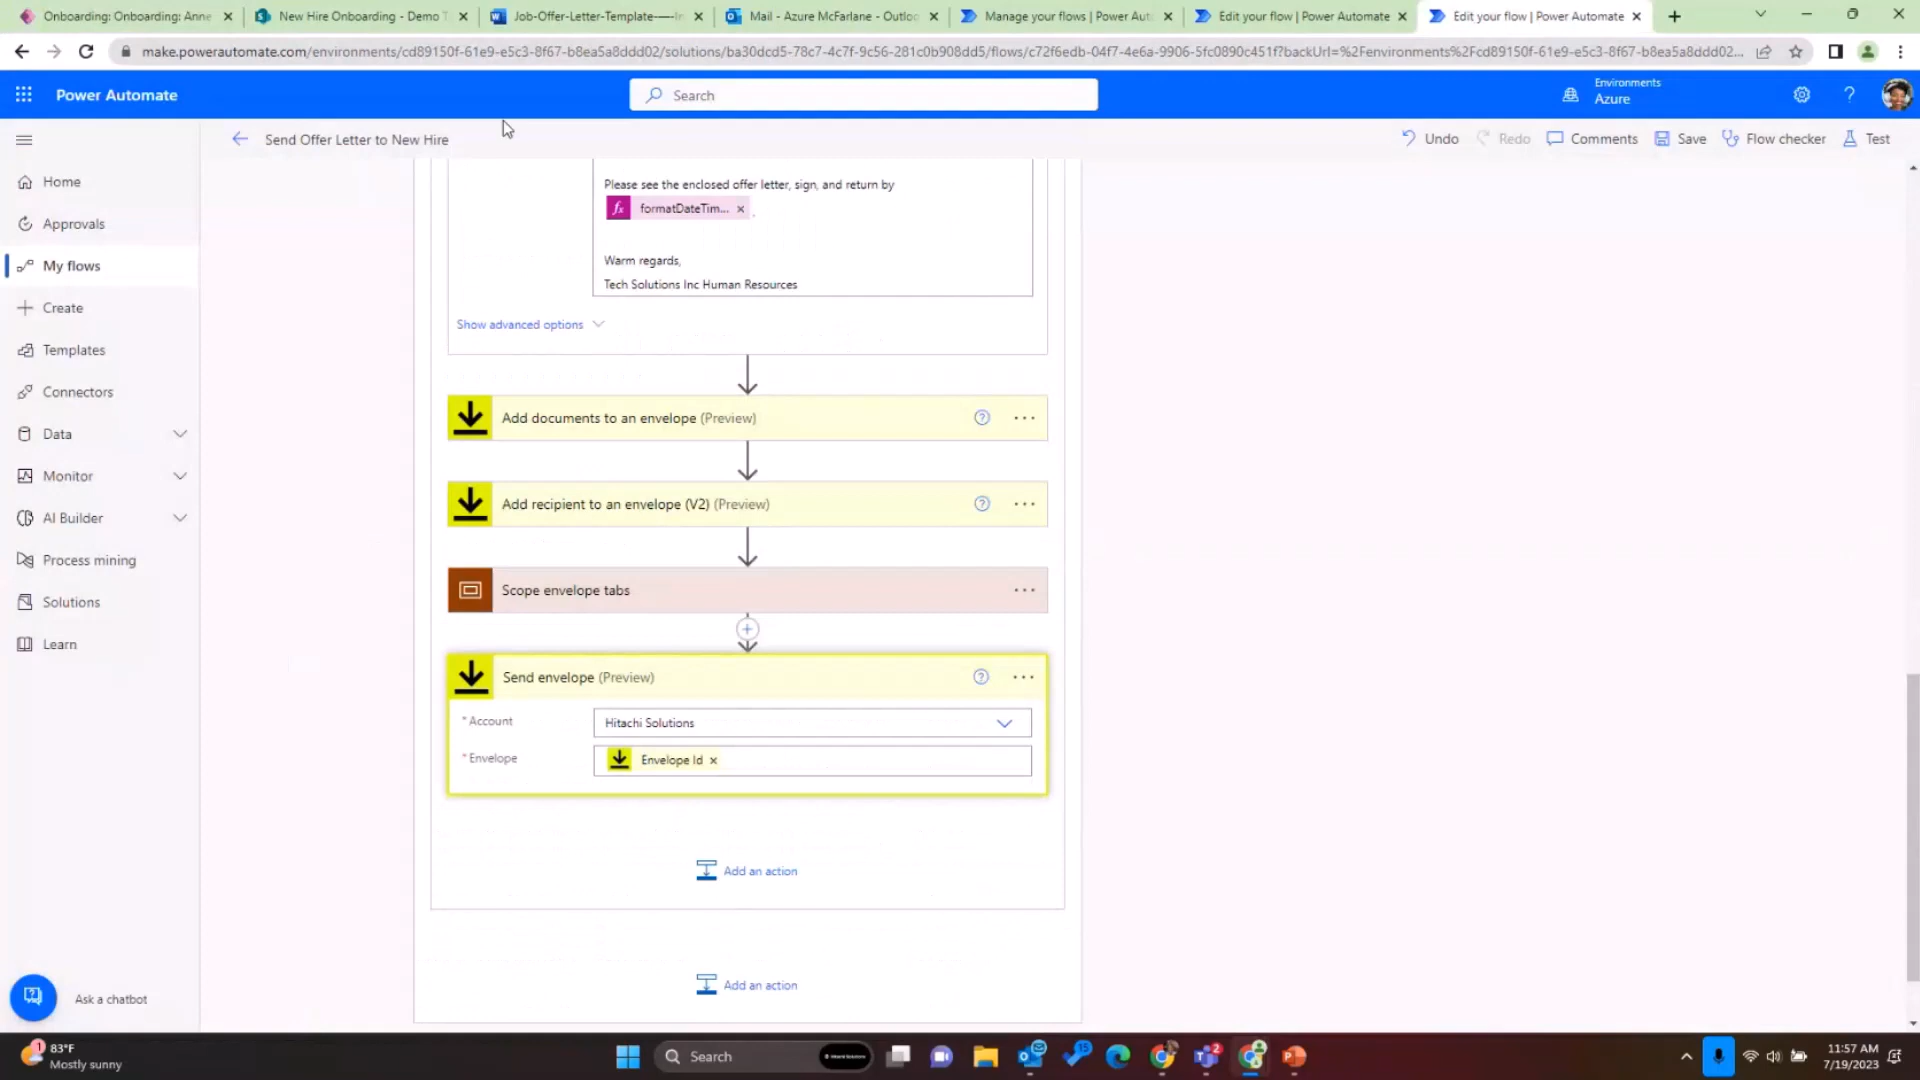 Onboarding: Onboarding: Anne
New Hire Onboarding - Demo T
Job-Offer-Letter-Template-----In
Mail - Azure McFarlane - Outloo
Manage your flows | Power Aut
Edit your flow | Power Automate
Edit your flow | Power Automate
make.powerautomate.com/environments/cd89150f-61e9-e5c3-8f67-b8ea5a8ddd02/solutions/ba30dcd5-78c7-4c7f-9c56-281c0b908dd5/flows/c72f6edb-04f7-4e6a-9906-5fc0890c451f?backUrl=%2Fenvironments%2Fcd89150f-61e9-e5c3-8f67-b8ea5a8ddd02...
Power Automate
Search
Environments
Azure
Send Offer Letter to New Hire
Undo
Redo
Comments
Save
Flow checker
Test
Home
Approvals
My flows
Create
Templates
Connectors
Data
Monitor
AI Builder
Process mining
Solutions
Learn
Ask a chatbot
Please see the enclosed offer letter, sign, and return by
fx formatDateTim... × .
Warm regards,
Tech Solutions Inc Human Resources
Show advanced options
Add documents to an envelope (Preview)
Add recipient to an envelope (V2) (Preview)
Scope envelope tabs
Send envelope (Preview)
* Account
Hitachi Solutions
* Envelope
Envelope Id ×
Add an action
Add an action
1
83°F
Mostly sunny
Search
Hitachi Solutions
15
2
11:57 AM
7/19/2023